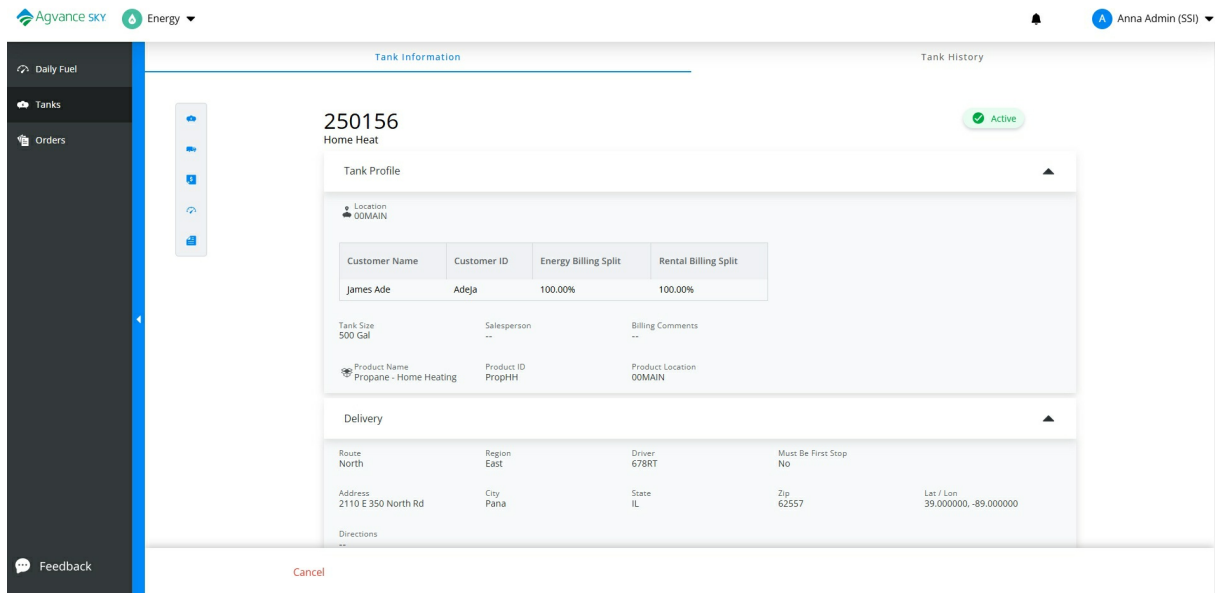 Agvance SKY
Energy
A
Anna Admin (SSI)
Daily Fuel
Tanks
Orders
Feedback
Tank Information
Tank History
250156
Home Heat
Active
Tank Profile
Location
00MAIN
Customer Name Customer ID Energy Billing Split Rental Billing Split
James Ade AdeJa 100.00% 100.00%
Tank Size Salesperson Billing Comments
500 Gal -- --
Product Name Product ID Product Location
Propane - Home Heating PropHH 00MAIN
Delivery
Route Region Driver Must Be First Stop
North East 678RT No
Address City State Zip Lat / Lon
2110 E 350 North Rd Pana IL 62557 39.000000, -89.000000
Directions
--
Cancel